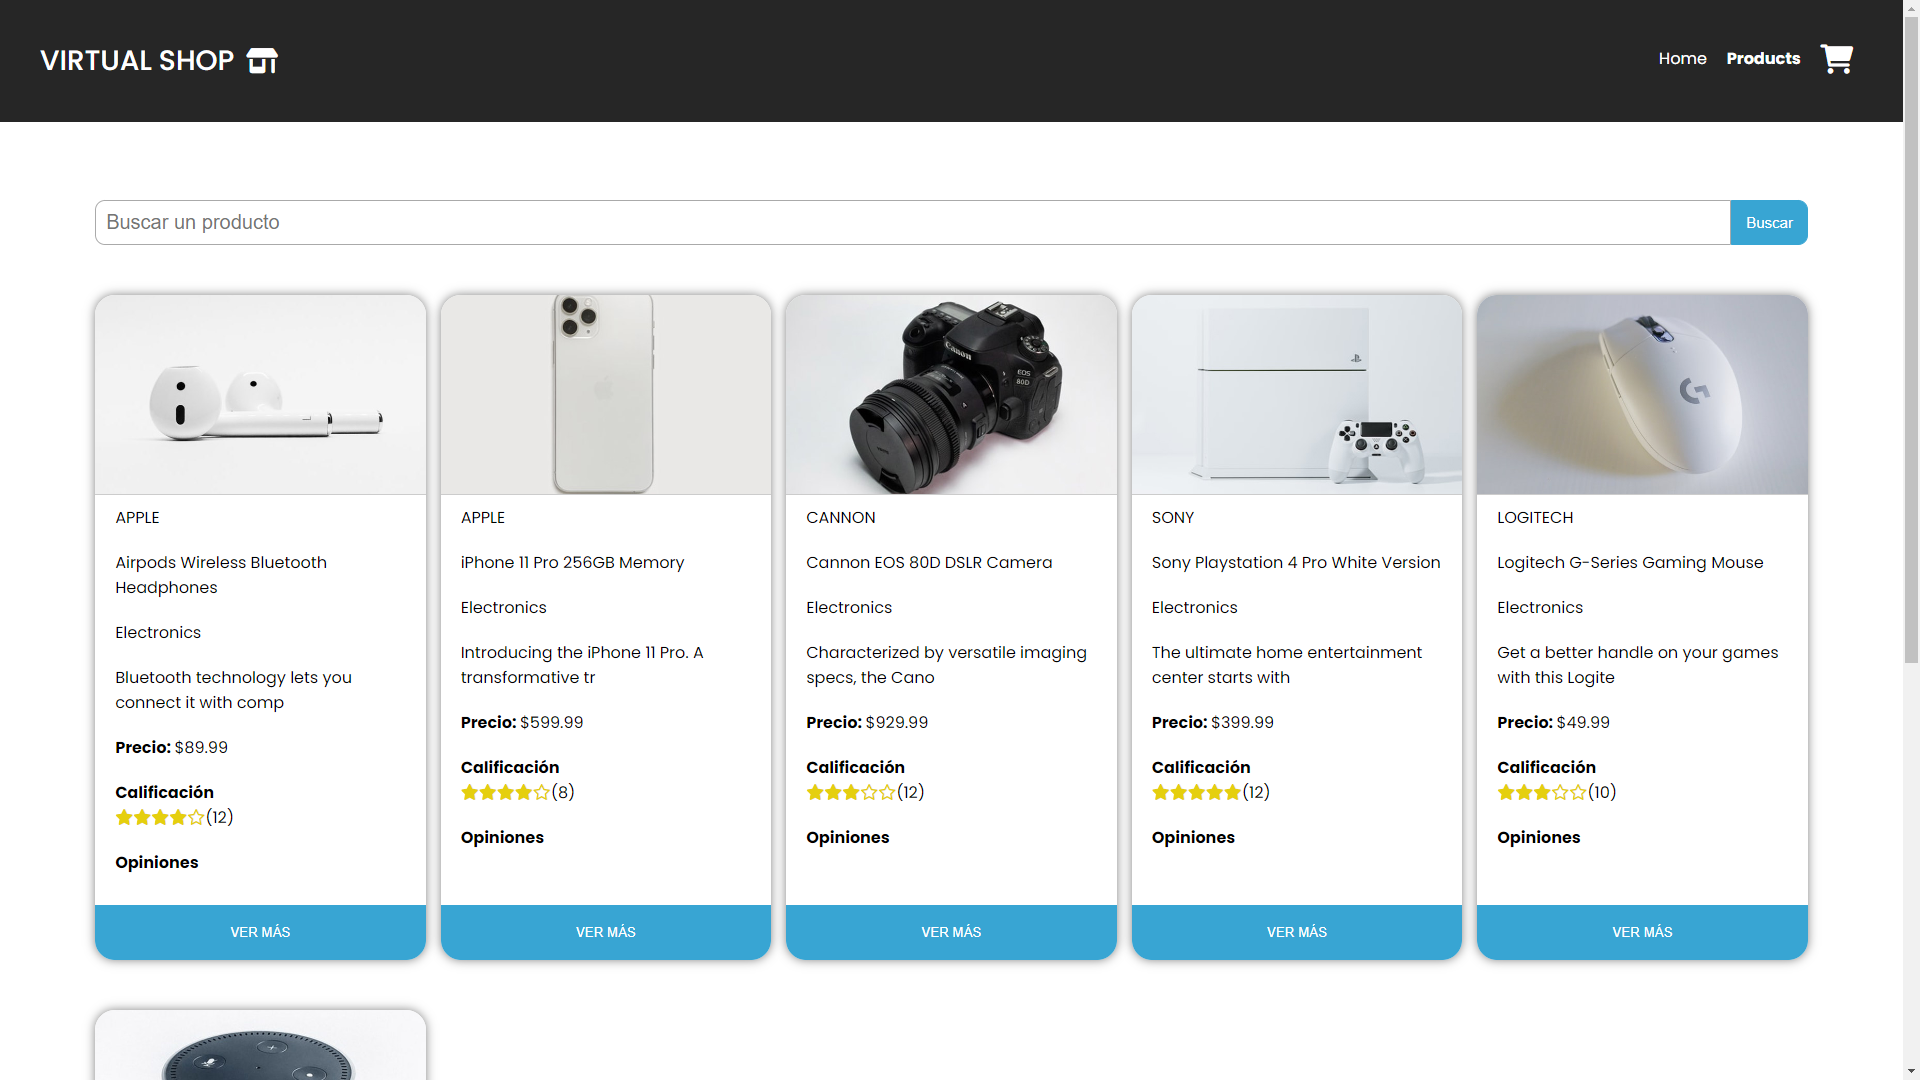 VIRTUAL SHOP
Home
Products
Buscar un producto
Buscar
Canon
EOS
80D
APPLE
Airpods Wireless Bluetooth
Headphones
Electronics
Bluetooth technology lets you
connect it with comp
Precio: $89.99
Calificación
(12)
Opiniones
VER MÁS
APPLE
iPhone 11 Pro 256GB Memory
Electronics
Introducing the iPhone 11 Pro. A
transformative tr
Precio: $599.99
Calificación
(8)
Opiniones
VER MÁS
CANNON
Cannon EOS 80D DSLR Camera
Electronics
Characterized by versatile imaging
specs, the Cano
Precio: $929.99
Calificación
(12)
Opiniones
VER MÁS
SONY
Sony Playstation 4 Pro White Version
Electronics
The ultimate home entertainment
center starts with
Precio: $399.99
Calificación
(12)
Opiniones
VER MÁS
LOGITECH
Logitech G-Series Gaming Mouse
Electronics
Get a better handle on your games
with this Logite
Precio: $49.99
Calificación
(10)
Opiniones
VER MÁS